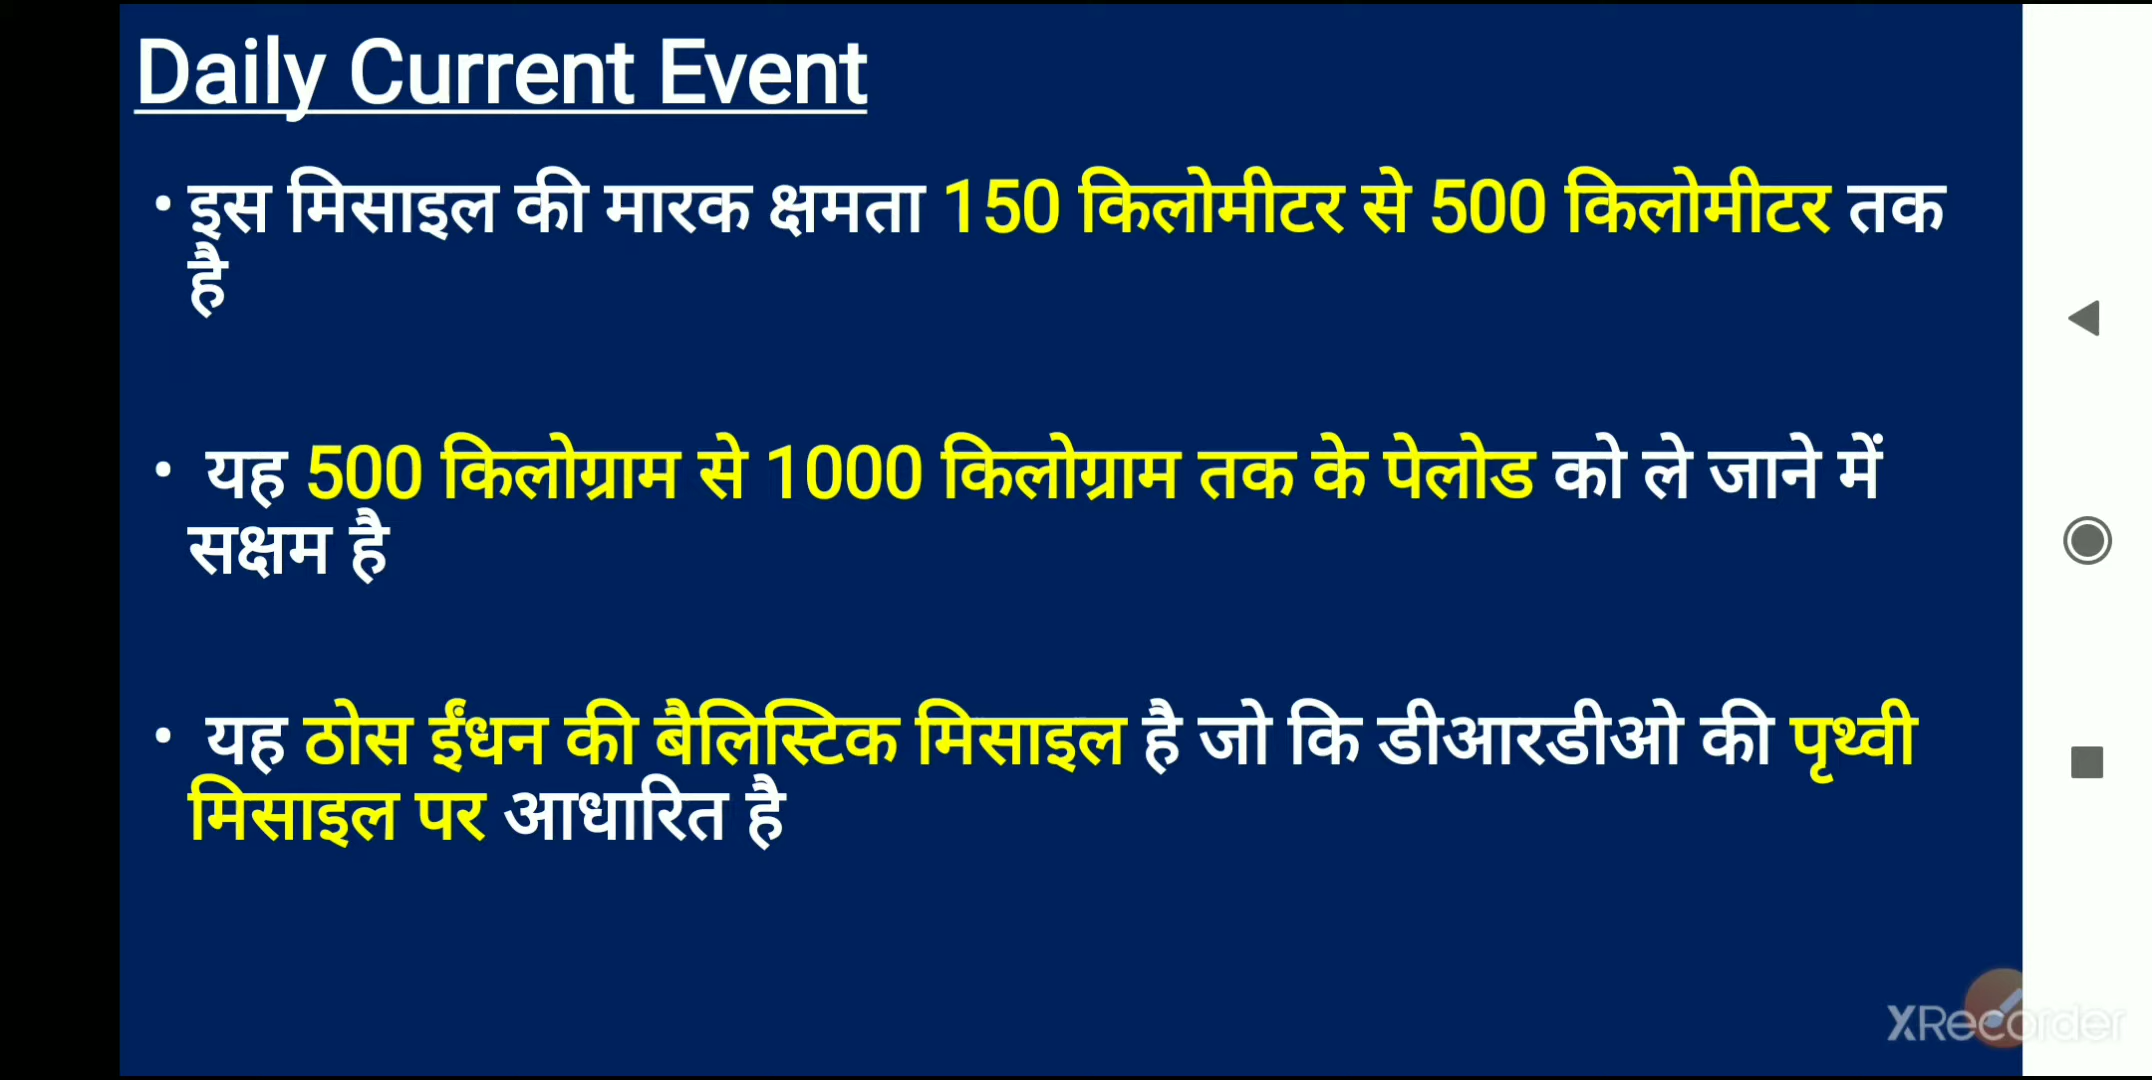 Daily Current Event
• इस मिसाइल की मारक क्षमता 150 किलोमीटर से 500 किलोमीटर तक
है
• यह 500 किलोग्राम से 1000 किलोग्राम तक के पेलोड को ले जाने में
सक्षम है
• यह ठोस ईंधन की बैलिस्टिक मिसाइल है जो कि डीआरडीओ की पृथ्वी
मिसाइल पर आधारित है
XRecorder